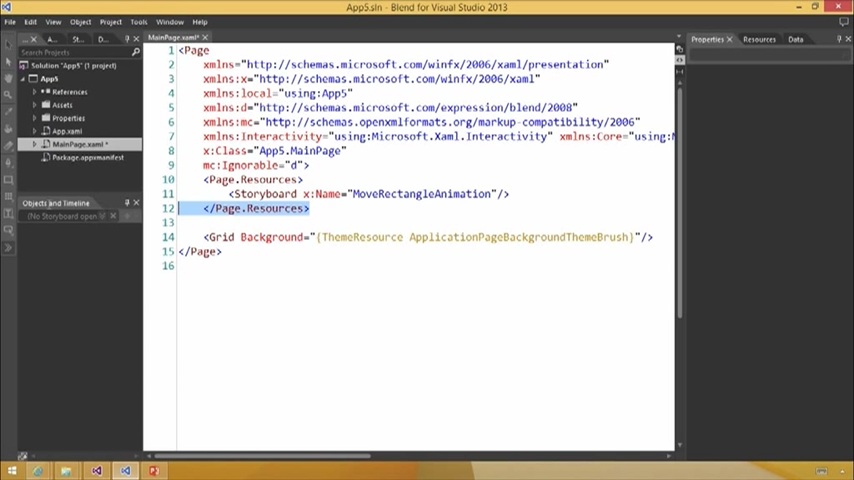 App5.sln - Blend for Visual Studio 2013
File Edit View Object Project Tools Window Help
... A... St... D...
MainPage.xaml*
Properties Resources Data
Search Projects
Solution "App5" (1 project)
App5
References
Assets
Properties
App.xaml
MainPage.xaml *
Package.appxmanifest
Objects and Timeline
(No Storyboard open)
1 <Page
2 xmlns="http://schemas.microsoft.com/winfx/2006/xaml/presentation"
3 xmlns:x="http://schemas.microsoft.com/winfx/2006/xaml"
4 xmlns:local="using:App5"
5 xmlns:d="http://schemas.microsoft.com/expression/blend/2008"
6 xmlns:mc="http://schemas.openxmlformats.org/markup-compatibility/2006"
7 xmlns:Interactivity="using:Microsoft.Xaml.Interactivity" xmlns:Core="using:M
8 x:Class="App5.MainPage"
9 mc:Ignorable="d">
10 <Page.Resources>
11 <Storyboard x:Name="MoveRectangleAnimation"/>
12 </Page.Resources>
13
14 <Grid Background="{ThemeResource ApplicationPageBackgroundThemeBrush}"/>
15 </Page>
16